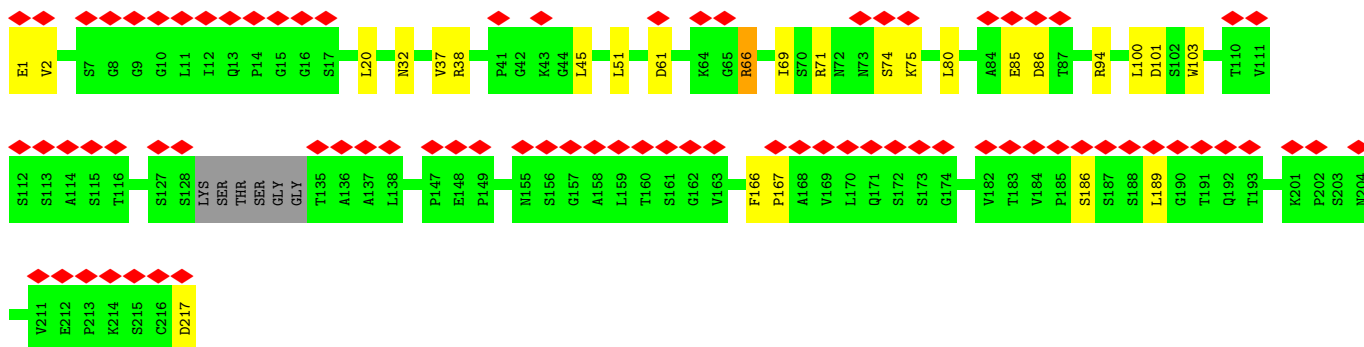 E1 V2 S7 G8 G9 G10 L11 I12 Q13 P14 G15 G16 S17 L20 N32 V37 R38 P41 G42 K43 G44 L45 L51 D61 K64 G65 R66 I69 S70 R71 N72 N73 S74 K75 L80 A84 E85 D86 T87 R94 L100 D101 S102 W103 T110 V111
S112 S113 A114 S115 T116 S127 S128 LYS SER THR SER GLY GLY T135 A136 A137 L138 P147 E148 P149 N155 S156 G157 A158 L159 T160 S161 G162 V163 F166 P167 A168 V169 L170 Q171 S172 S173 G174 V182 T183 V184 P185 S186 S187 S188 L189 G190 T191 Q192 T193 K201 P202 S203 N204
V211 E212 P213 K214 S215 C216 D217